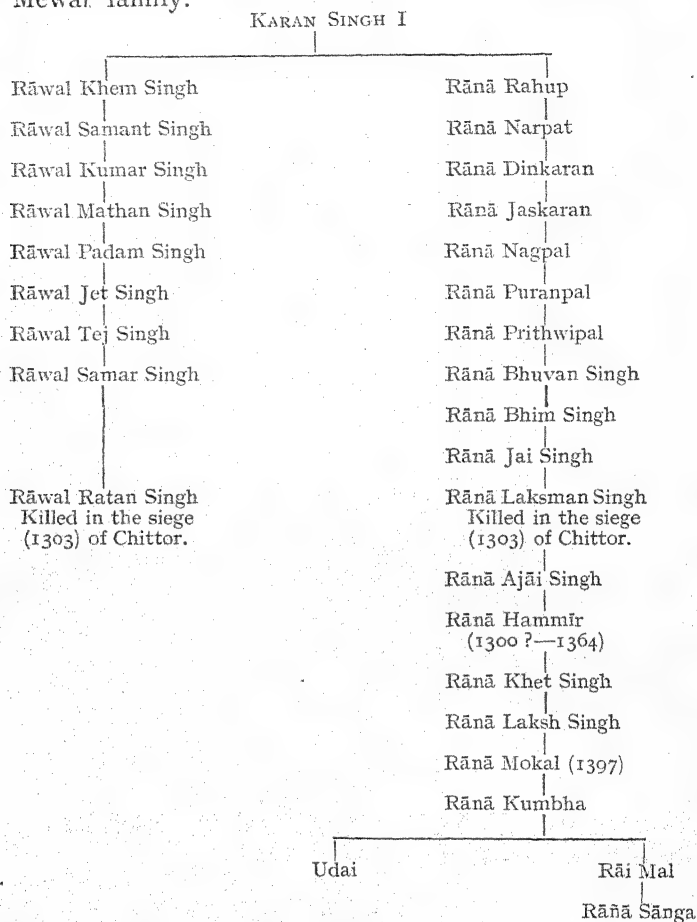 Mewar family.
KARAN SINGH I
Rāwal Khem Singh
Rāwal Samant Singh
Rāwal Kumar Singh
Rāwal Mathan Singh
Rāwal Padam Singh
Rāwal Jet Singh
Rāwal Tej Singh
Rāwal Samar Singh
Rāwal Ratan Singh
Killed in the siege
(1303) of Chittor.
Rānā Rahup
Rānā Narpat
Rānā Dinkaran
Rānā Jaskaran
Rānā Nagpal
Rānā Puranpal
Rānā Prithwipal
Rānā Bhuvan Singh
Rānā Bhim Singh
Rānā Jai Singh
Rānā Laksman Singh
Killed in the siege
(1303) of Chittor.
Rānā Ajāi Singh
Rānā Hammīr
(1300 ?—1364)
Rānā Khet Singh
Rānā Laksh Singh
Rānā Mokal (1397)
Rānā Kumbha
Udai
Rāi Mal
Rāñā Sānga